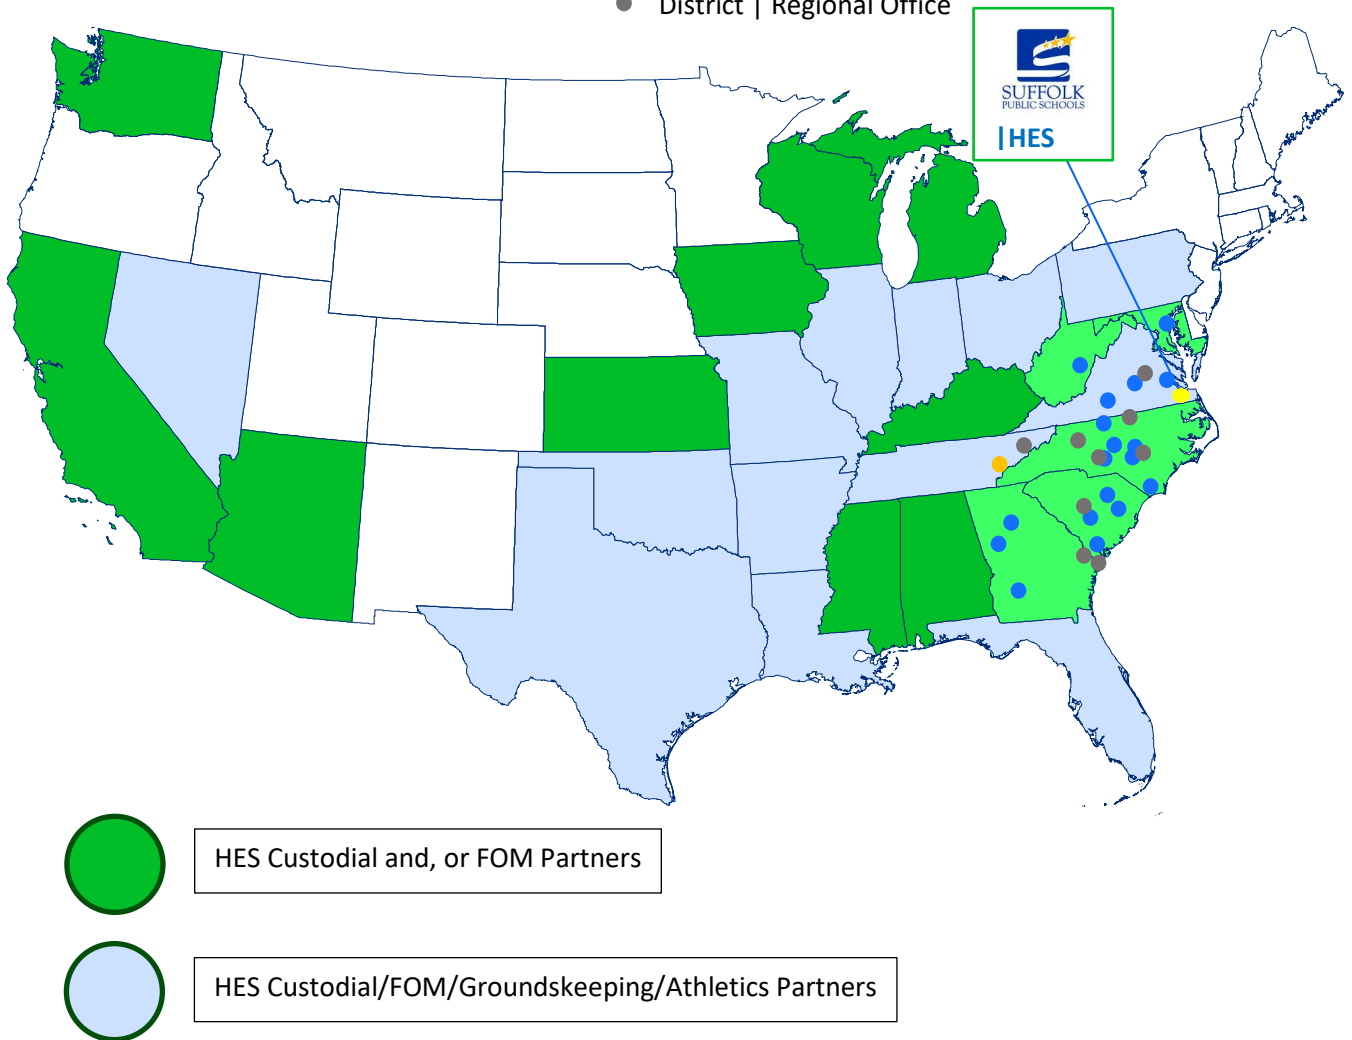 District | Regional Office
SUFFOLK
PUBLIC SCHOOLS
|HES
HES Custodial and, or FOM Partners
HES Custodial/FOM/Groundskeeping/Athletics Partners